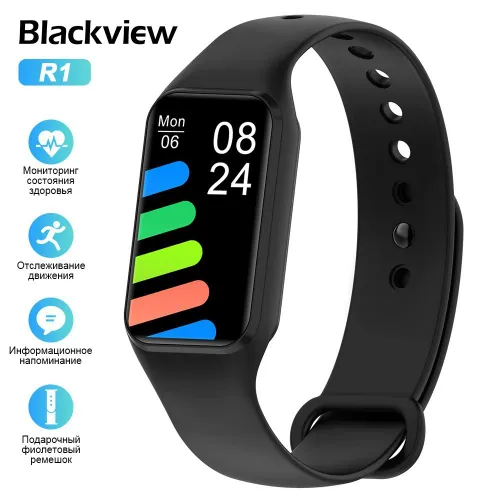 Blackview
R1
Мониторинг
состояния
здоровья
Отслеживание
движения
Информационное
напоминание
Подарочный
фиолетовый
ремешок
Mon
06
08
24